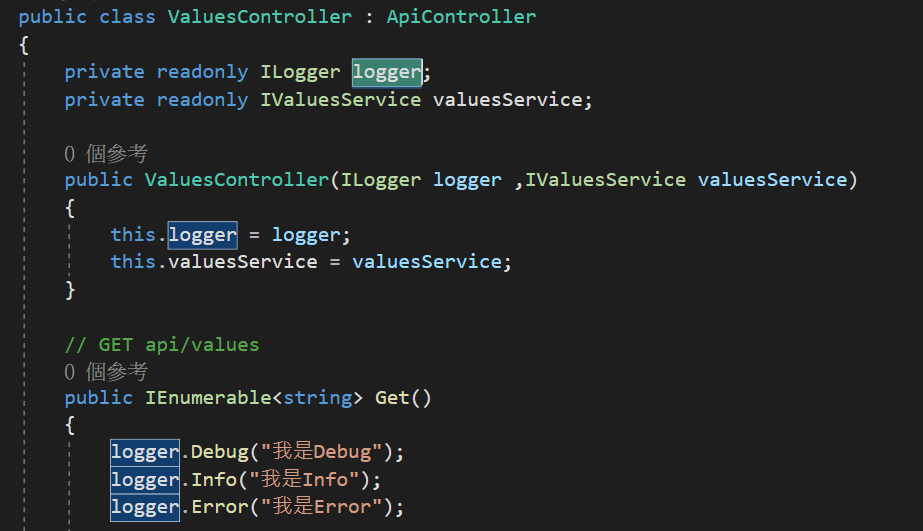 public class ValuesController : ApiController
{
private readonly ILogger logger;
private readonly IValuesService valuesService;
0 個參考
public ValuesController(ILogger logger ,IValuesService valuesService)
{
this.logger = logger;
this.valuesService = valuesService;
}
// GET api/values
0 個參考
public IEnumerable<string> Get()
{
logger.Debug("我是Debug");
logger.Info("我是Info");
logger.Error("我是Error");